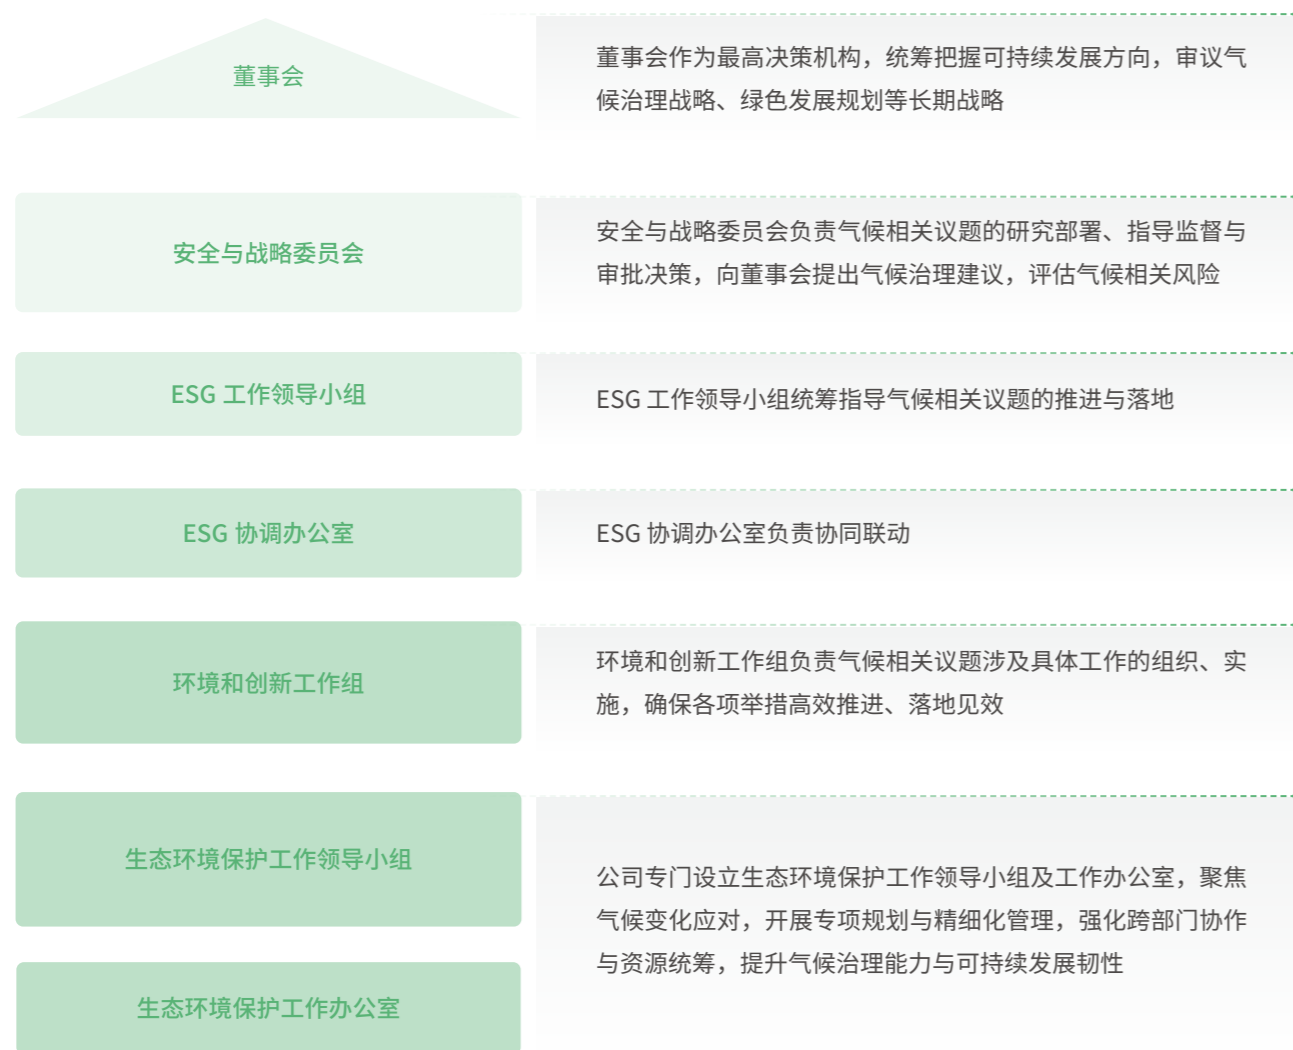 董事会
董事会作为最高决策机构，统筹把握可持续发展方向，审议气
候治理战略、绿色发展规划等长期战略
安全与战略委员会
安全与战略委员会负责气候相关议题的研究部署、指导监督与
审批决策，向董事会提出气候治理建议，评估气候相关风险
ESG 工作领导小组
ESG 工作领导小组统筹指导气候相关议题的推进与落地
ESG 协调办公室
ESG 协调办公室负责协同联动
环境和创新工作组
环境和创新工作组负责气候相关议题涉及具体工作的组织、实
施，确保各项举措高效推进、落地见效
生态环境保护工作领导小组
生态环境保护工作办公室
公司专门设立生态环境保护工作领导小组及工作办公室，聚焦
气候变化应对，开展专项规划与精细化管理，强化跨部门协作
与资源统筹，提升气候治理能力与可持续发展韧性